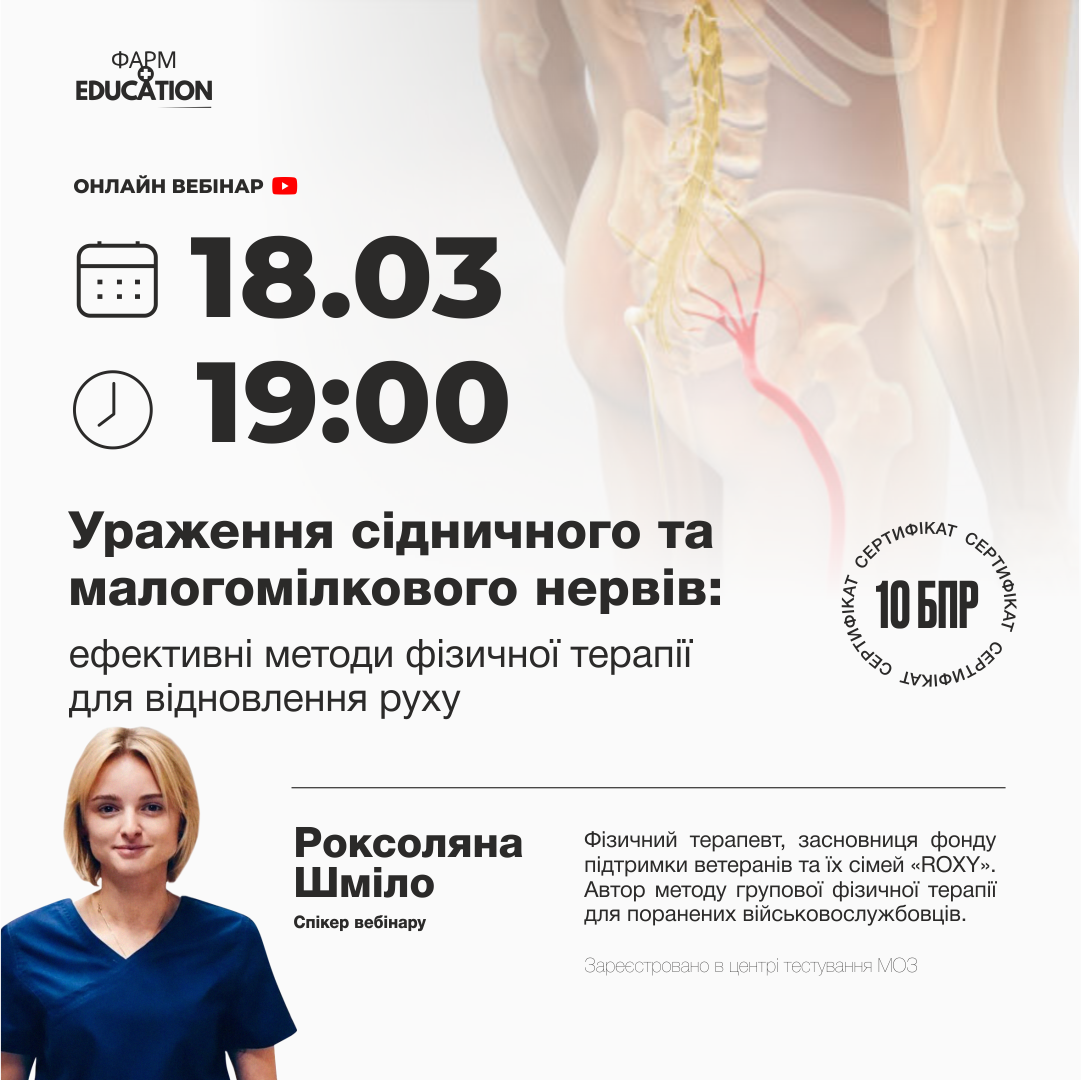 ФАРМ
EDUCATION
ОНЛАЙН ВЕБІНАР
18.03
19:00
Ураження сідничного та
малогомілкового нервів:
ефективні методи фізичної терапії
для відновлення руху
СЕРТИФІКАТ СЕРТИФІКАТ СЕРТИФІКАТ СЕРТИФІКАТ
10 БПР
Роксоляна
Шміло
Спікер вебінару
Фізичний терапевт, засновниця фонду
підтримки ветеранів та їх сімей «ROXY».
Автор методу групової фізичної терапії
для поранених військовослужбовців.
Зареєстровано в центрі тестування МОЗ